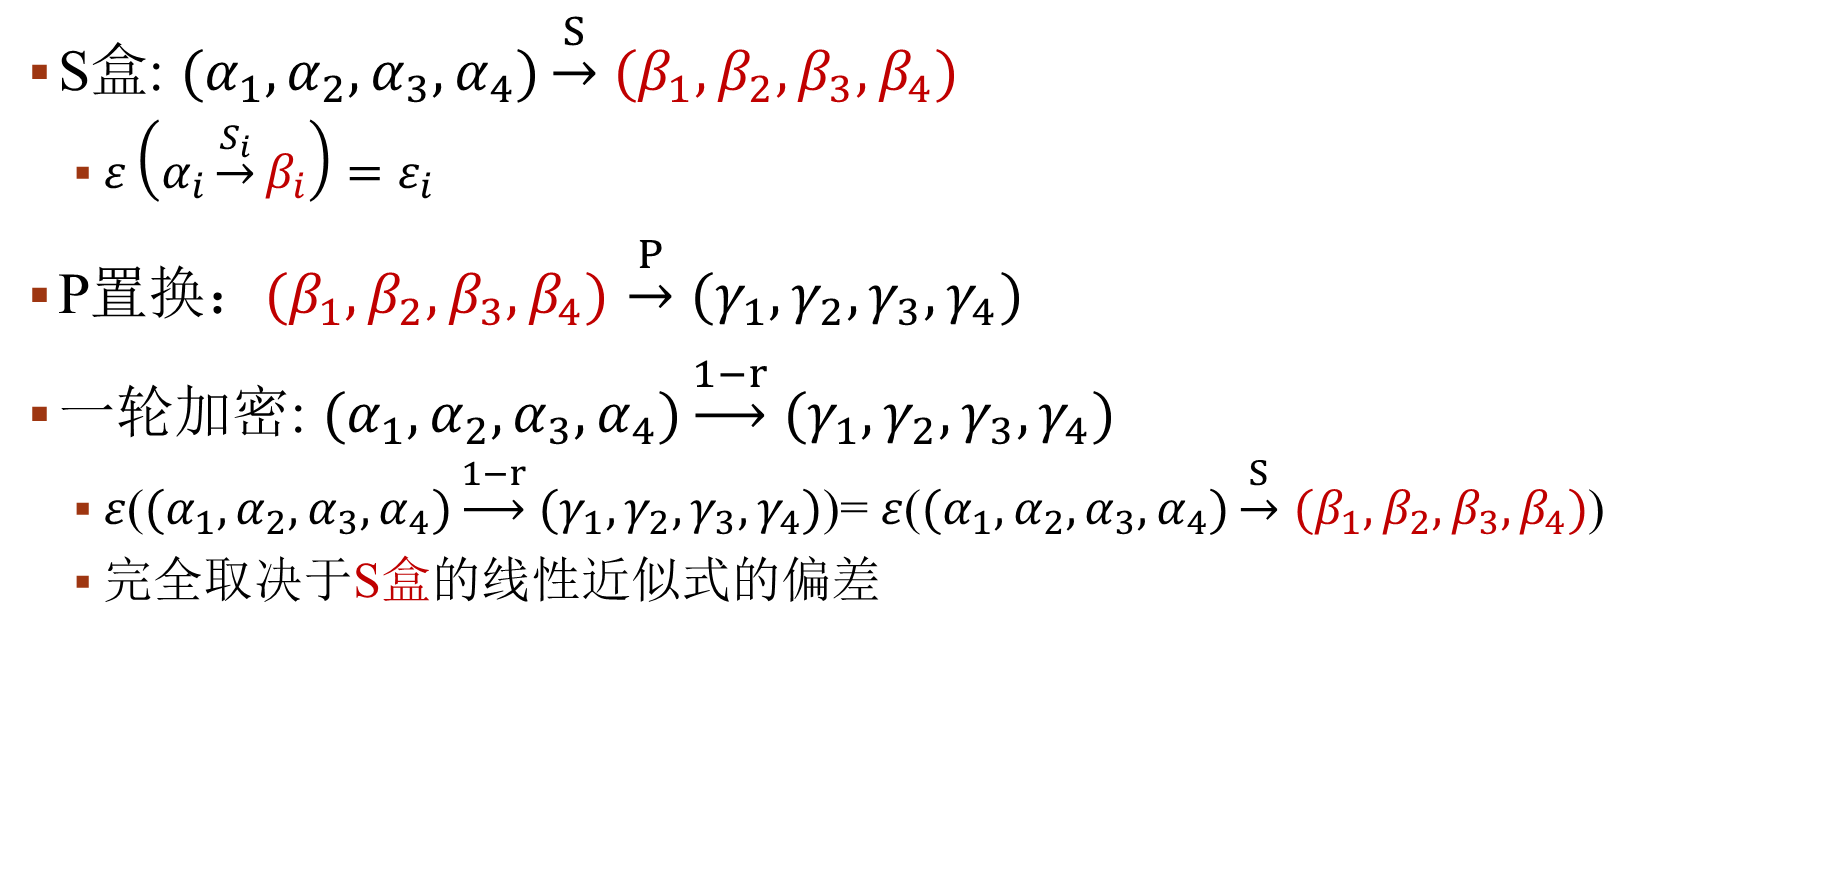 ▪ S盒: (α₁, α₂, α₃, α₄) →^S (β₁, β₂, β₃, β₄)
▪ ε(αᵢ →^{Sᵢ} βᵢ) = εᵢ
▪ P置换： (β₁, β₂, β₃, β₄) →^P (γ₁, γ₂, γ₃, γ₄)
▪ 一轮加密: (α₁, α₂, α₃, α₄) →^{1−r} (γ₁, γ₂, γ₃, γ₄)
▪ ε((α₁, α₂, α₃, α₄) →^{1−r} (γ₁, γ₂, γ₃, γ₄))= ε((α₁, α₂, α₃, α₄) →^S (β₁, β₂, β₃, β₄))
▪ 完全取决于S盒的线性近似式的偏差